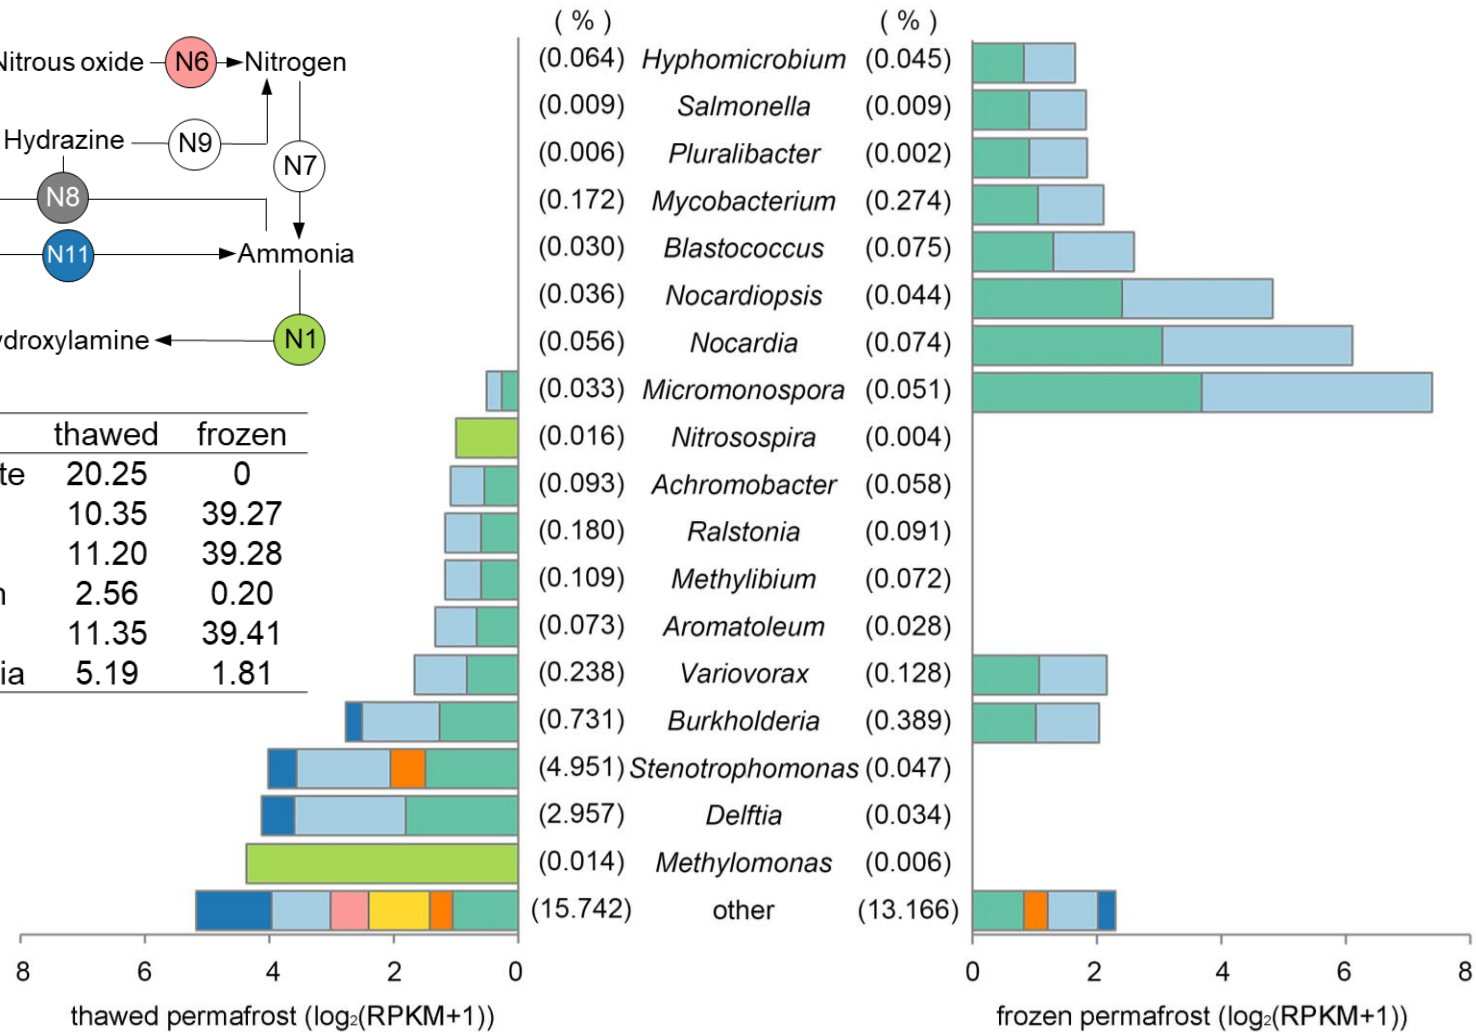 ( % ) ( % )
Nitrous oxide N6 Nitrogen
Hydrazine N9
N7
N8
N11 Ammonia
N1
thawed frozen
20.25 0
10.35 39.27
11.20 39.28
2.56 0.20
11.35 39.41
5.19 1.81
(0.064) Hyphomicrobium (0.045)
(0.009) Salmonella (0.009)
(0.006) Pluralibacter (0.002)
(0.172) Mycobacterium (0.274)
(0.030) Blastococcus (0.075)
(0.036) Nocardiopsis (0.044)
(0.056) Nocardia (0.074)
(0.033) Micromonospora (0.051)
(0.016) Nitrosospira (0.004)
(0.093) Achromobacter (0.058)
(0.180) Ralstonia (0.091)
(0.109) Methylibium (0.072)
(0.073) Aromatoleum (0.028)
(0.238) Variovorax (0.128)
(0.731) Burkholderia (0.389)
(4.951) Stenotrophomonas (0.047)
(2.957) Delftia (0.034)
(0.014) Methylomonas (0.006)
(15.742) other (13.166)
8 6 4 2 0 0 2 4 6 8
thawed permafrost (log₂(RPKM+1)) frozen permafrost (log₂(RPKM+1))